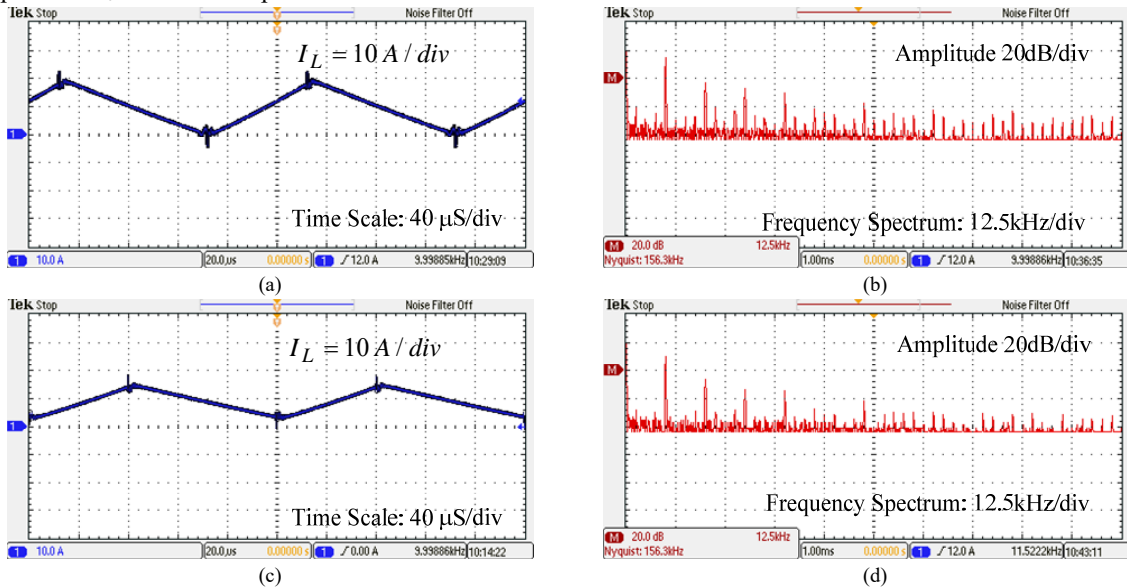 Tek Stop
Noise Filter Off
I_L = 10 A / div
1
Time Scale: 40 μS/div
1 10.0 A 20.0μs 0.00000 s 1 12.0 A 9.99885kHz 10:29:09
(a)
Tek Stop
Noise Filter Off
Amplitude 20dB/div
M
Frequency Spectrum: 12.5kHz/div
M 20.0 dB 12.5kHz
Nyquist: 156.3kHz 1.00ms 0.00000 s 1 12.0 A 9.99886kHz 10:36:35
(b)
Tek Stop
Noise Filter Off
I_L = 10 A / div
1
Time Scale: 40 μS/div
1 10.0 A 20.0μs 0.00000 s 1 0.00 A 9.99886kHz 10:14:22
(c)
Tek Stop
Noise Filter Off
Amplitude 20dB/div
M
Frequency Spectrum: 12.5kHz/div
M 20.0 dB 12.5kHz
Nyquist: 156.3kHz 1.00ms 0.00000 s 1 12.0 A 11.5222kHz 10:43:11
(d)